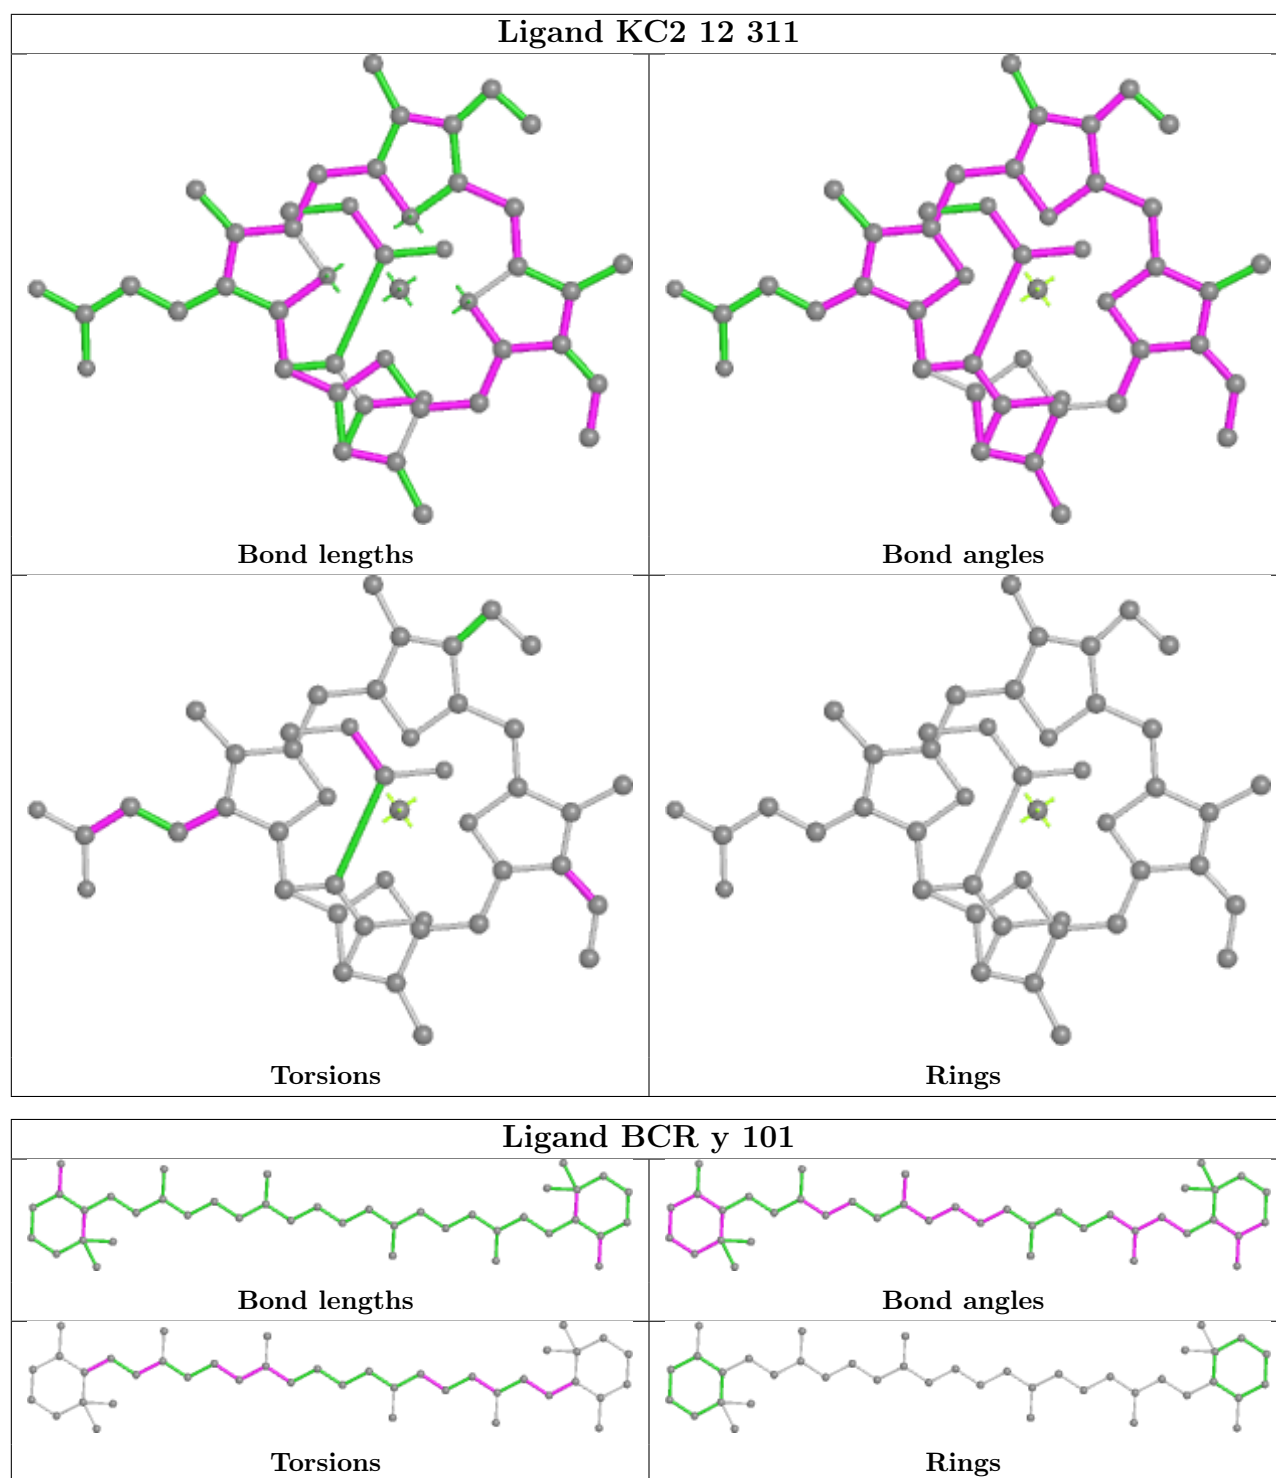 Ligand KC2 12 311
Bond lengths
Bond angles
Torsions
Rings
Ligand BCR y 101
Bond lengths
Bond angles
Torsions
Rings